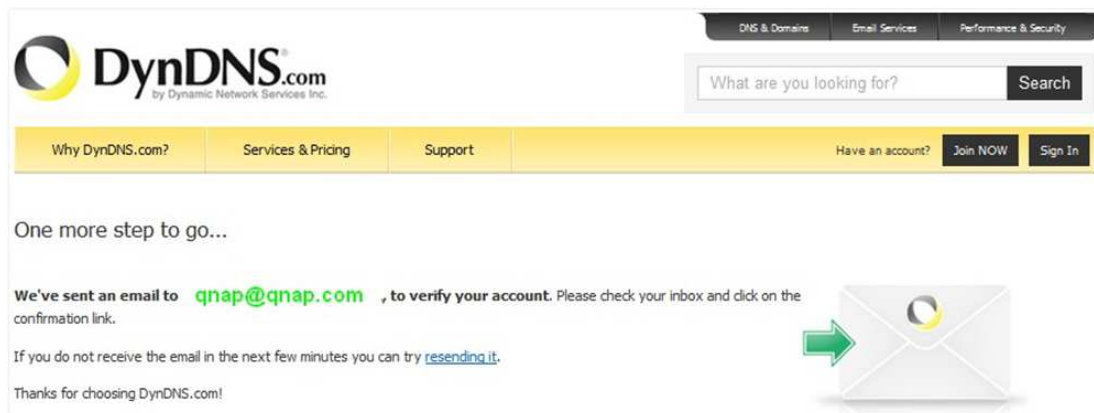 DNS & Domains Email Services Performance & Security
DynDNS.com
by Dynamic Network Services Inc.
What are you looking for? Search
Why DynDNS.com? Services & Pricing Support Have an account? Join NOW Sign In
One more step to go...
We've sent an email to qnap@qnap.com , to verify your account. Please check your inbox and click on the
confirmation link.
If you do not receive the email in the next few minutes you can try resending it.
Thanks for choosing DynDNS.com!